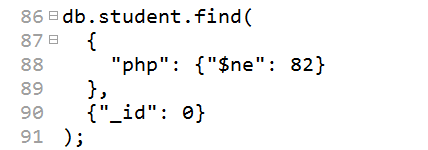 86 db.student.find(
87   {
88     "php": {"$ne": 82}
89   },
90   {"_id": 0}
91 );